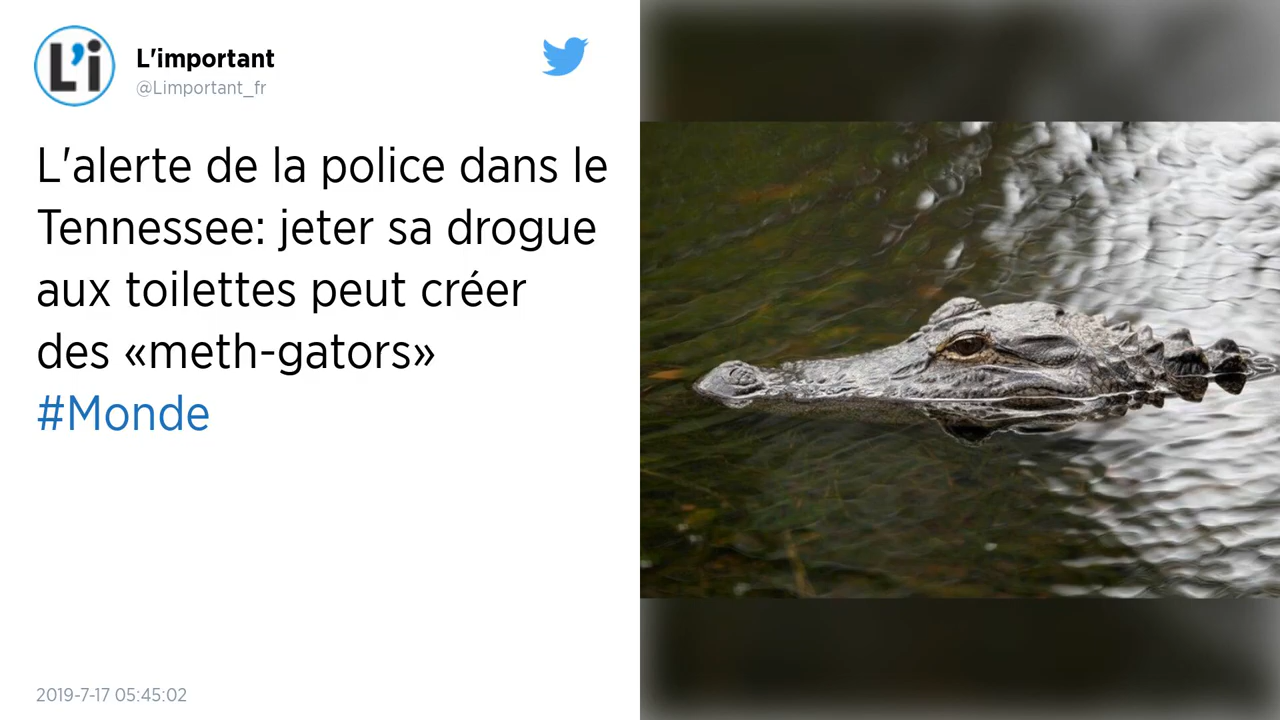 L'i
L'important
@Limportant_fr
L'alerte de la police dans le
Tennessee: jeter sa drogue
aux toilettes peut créer
des «meth-gators»
#Monde
2019-7-17 05:45:02